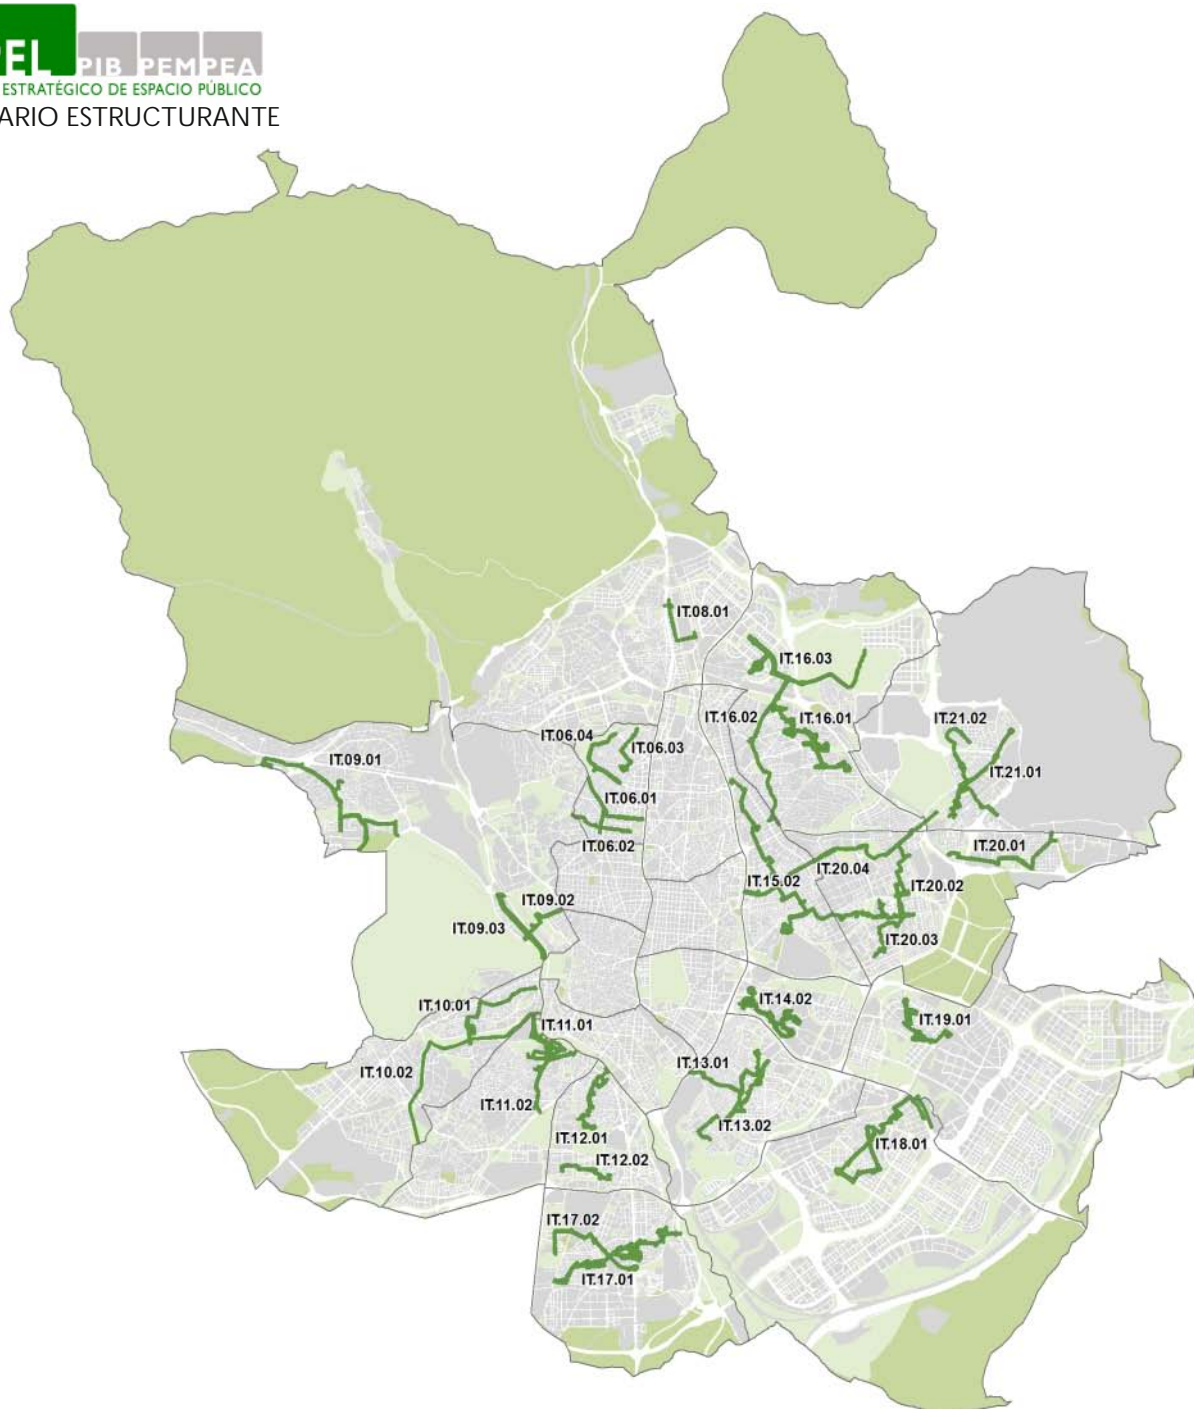 EL PIB PEMPEA
ESTRATÉGICO DE ESPACIO PÚBLICO
ARIO ESTRUCTURANTE
IT.08.01
IT.16.03
IT.16.02
IT.16.01
IT.21.02
IT.06.04
IT.06.03
IT.09.01
IT.21.01
IT.06.01
IT.06.02
IT.20.01
IT.20.04
IT.15.02
IT.20.02
IT.09.02
IT.09.03
IT.20.03
IT.14.02
IT.10.01
IT.19.01
IT.11.01
IT.13.01
IT.10.02
IT.11.02
IT.13.02
IT.12.01
IT.18.01
IT.12.02
IT.17.02
IT.17.01